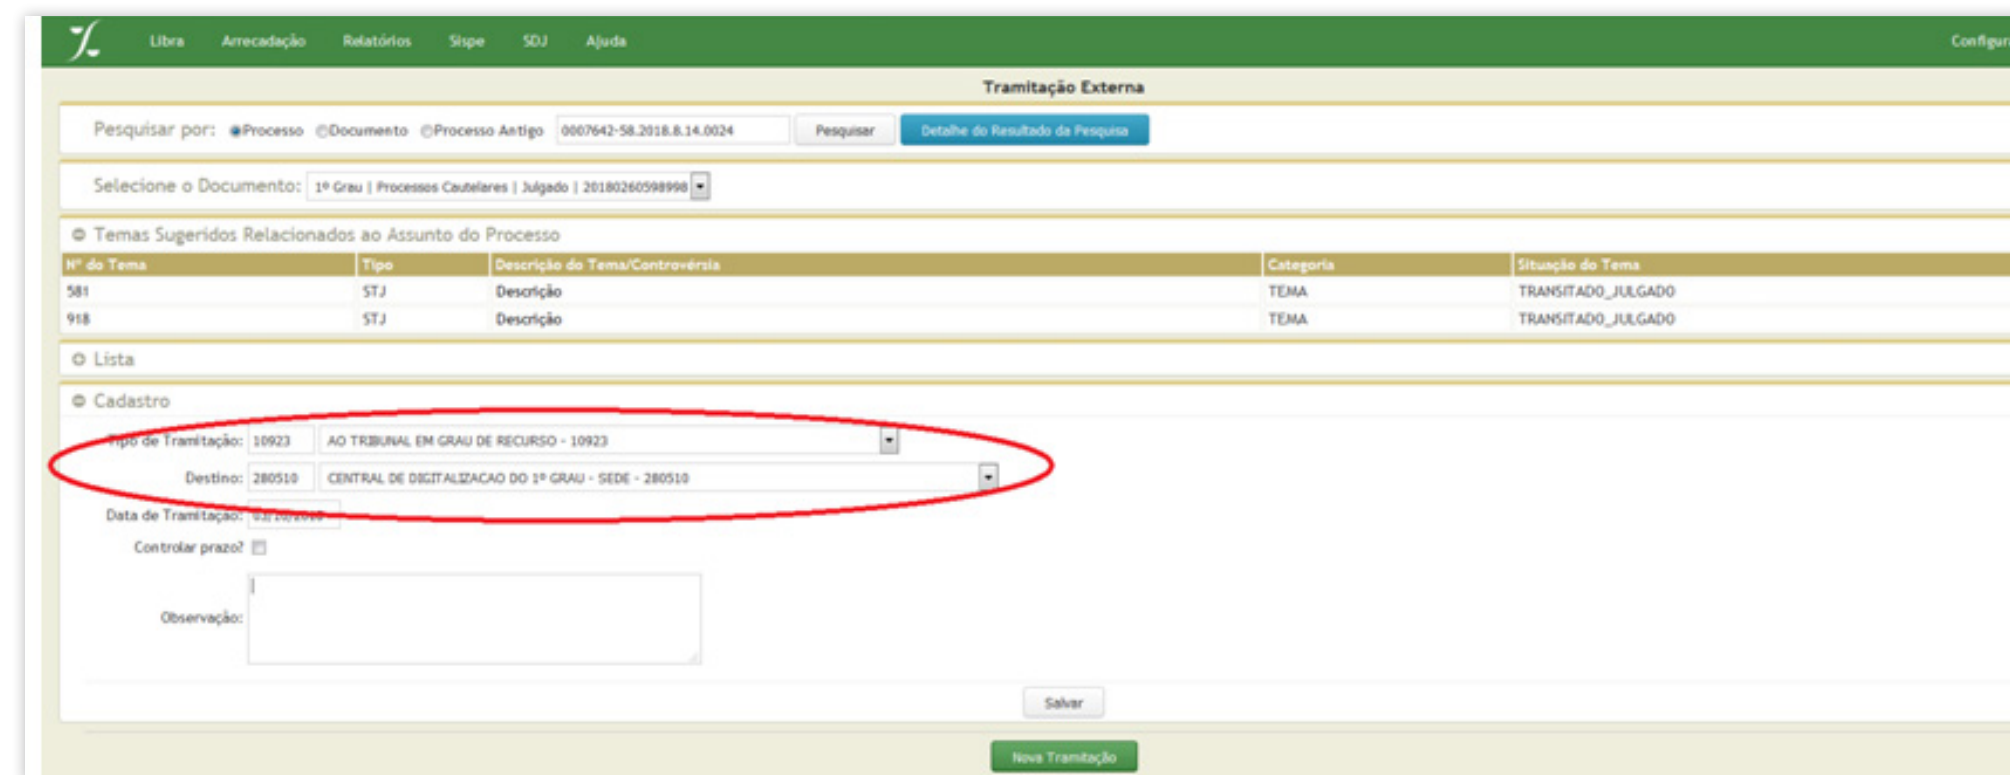 Libra Arrecadação Relatórios Sispe SDJ Ajuda Configur
Tramitação Externa
Pesquisar por: Processo Documento Processo Antigo 0007642-58.2018.8.14.0024 Pesquisar Detalhe do Resultado da Pesquisa
Selecione o Documento: 1º Grau | Processos Cautelares | Julgado | 20180260598998
Temas Sugeridos Relacionados ao Assunto do Processo
Nº do Tema Tipo Descrição do Tema/Controvérsia Categoria Situação do Tema
581 STJ Descrição TEMA TRANSITADO_JULGADO
918 STJ Descrição TEMA TRANSITADO_JULGADO
Lista
Cadastro
Tipo de Tramitação: 10923 AO TRIBUNAL EM GRAU DE RECURSO - 10923
Destino: 280510 CENTRAL DE DIGITALIZACAO DO 1º GRAU - SEDE - 280510
Data de Tramitação:
Controlar prazo?
Observação:
Salvar
Nova Tramitação